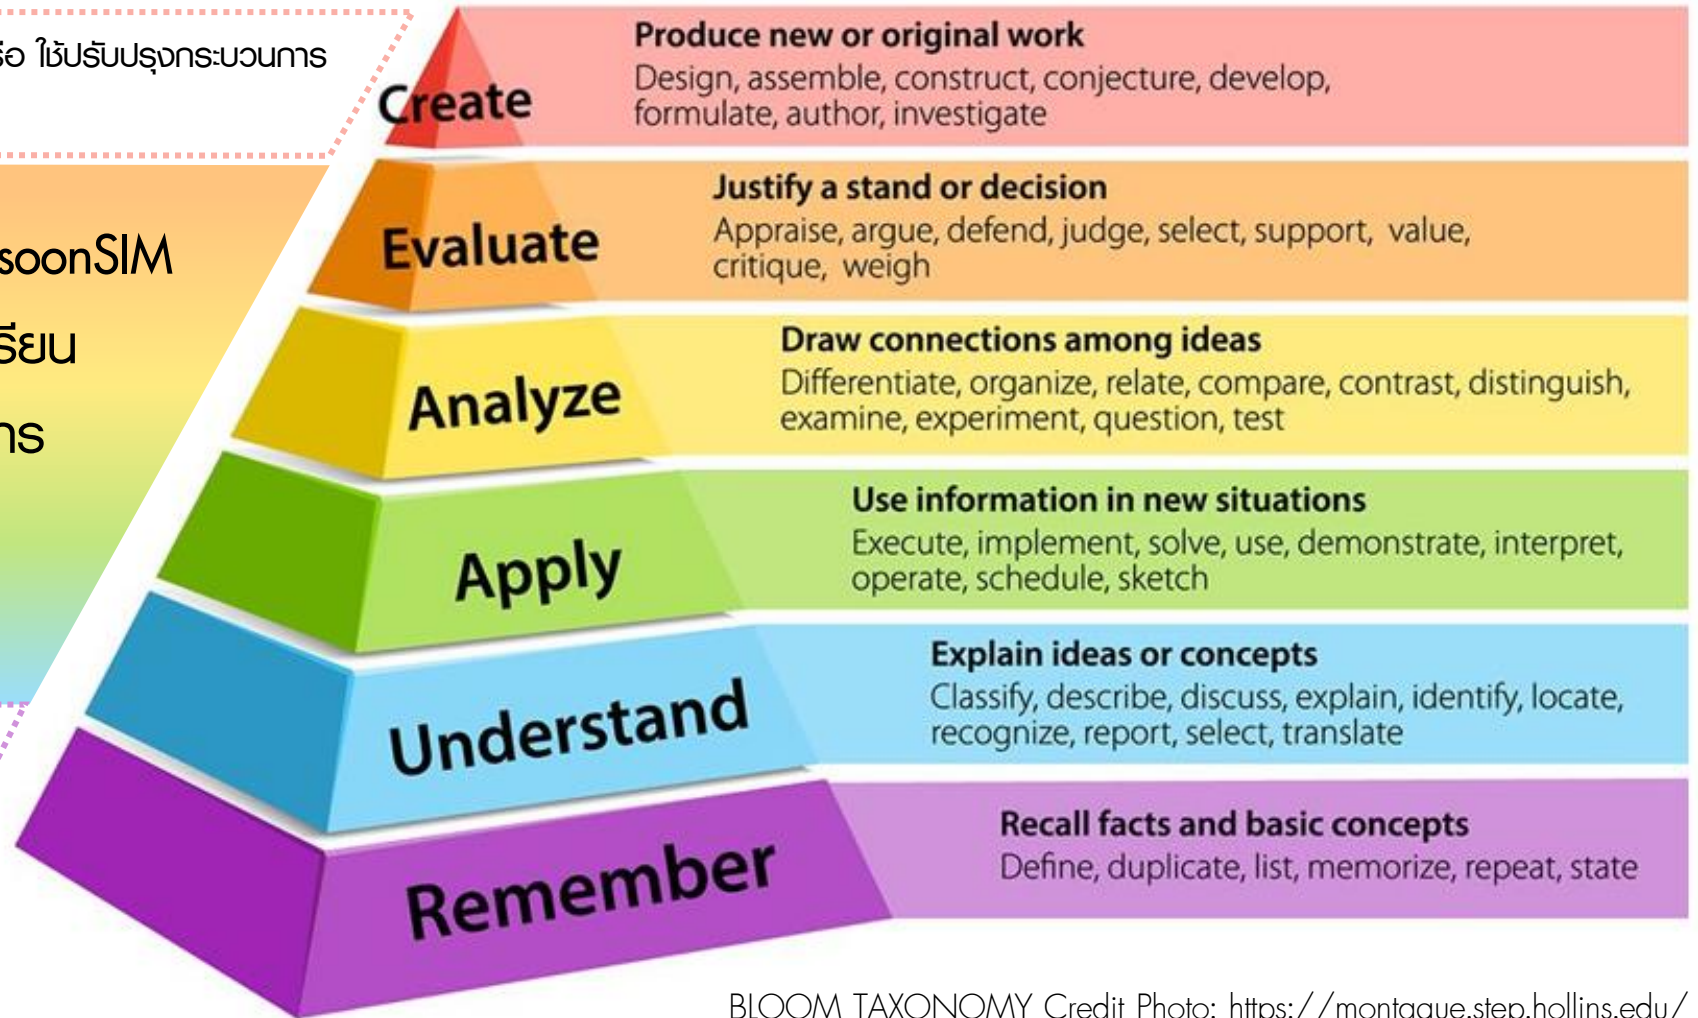 ใช้ปรับปรุงกระบวนการ
soonSIM
Create
Produce new or original work
Design, assemble, construct, conjecture, develop,
formulate, author, investigate
Evaluate
Justify a stand or decision
Appraise, argue, defend, judge, select, support, value,
critique, weigh
Analyze
Draw connections among ideas
Differentiate, organize, relate, compare, contrast, distinguish,
examine, experiment, question, test
Apply
Use information in new situations
Execute, implement, solve, use, demonstrate, interpret,
operate, schedule, sketch
Understand
Explain ideas or concepts
Classify, describe, discuss, explain, identify, locate,
recognize, report, select, translate
Remember
Recall facts and basic concepts
Define, duplicate, list, memorize, repeat, state
BLOOM TAXONOMY Credit Photo: https://montague.step.hollins.edu/